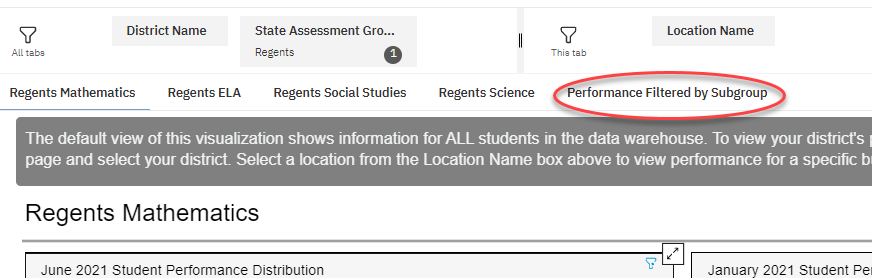 District Name
State Assessment Gro...
Location Name
All tabs
Regents
1
This tab
Regents Mathematics
Regents ELA
Regents Social Studies
Regents Science
Performance Filtered by Subgroup
The default view of this visualization shows information for ALL students in the data warehouse. To view your district's
page and select your district. Select a location from the Location Name box above to view performance for a specific
Regents Mathematics
June 2021 Student Performance Distribution
January 2021 Student